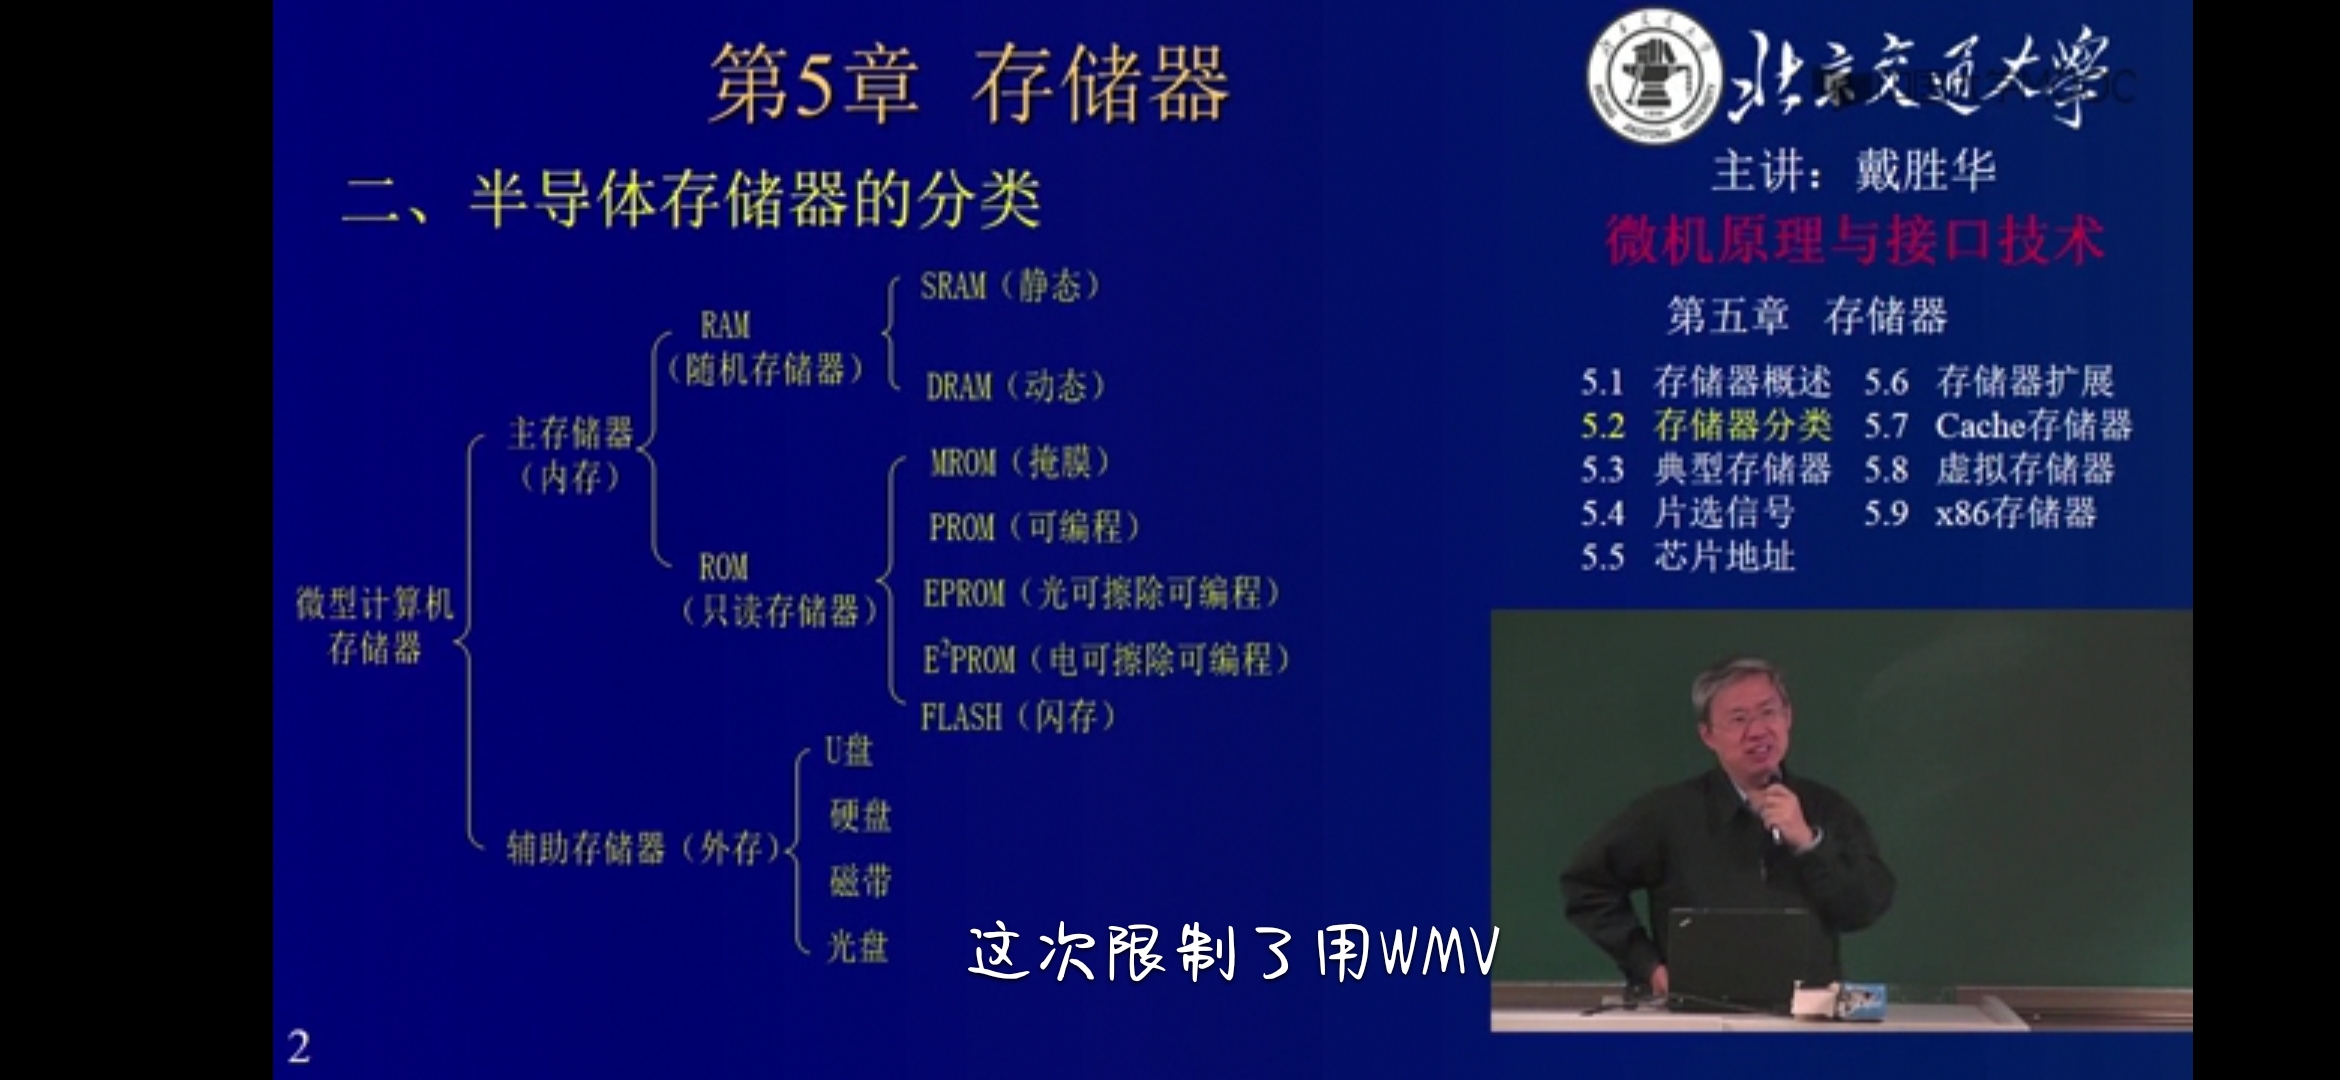 第5章 存储器
二、半导体存储器的分类
微型计算机
存储器
主存储器
（内存）
RAM
（随机存储器）
SRAM（静态）
DRAM（动态）
ROM
（只读存储器）
MROM（掩膜）
PROM（可编程）
EPROM（光可擦除可编程）
E²PROM（电可擦除可编程）
FLASH（闪存）
辅助存储器（外存）
U盘
硬盘
磁带
光盘
2
北京交通大学
主讲：戴胜华
微机原理与接口技术
第五章 存储器
5.1 存储器概述 5.6 存储器扩展
5.2 存储器分类 5.7 Cache存储器
5.3 典型存储器 5.8 虚拟存储器
5.4 片选信号 5.9 x86存储器
5.5 芯片地址
这次限制了用WMV